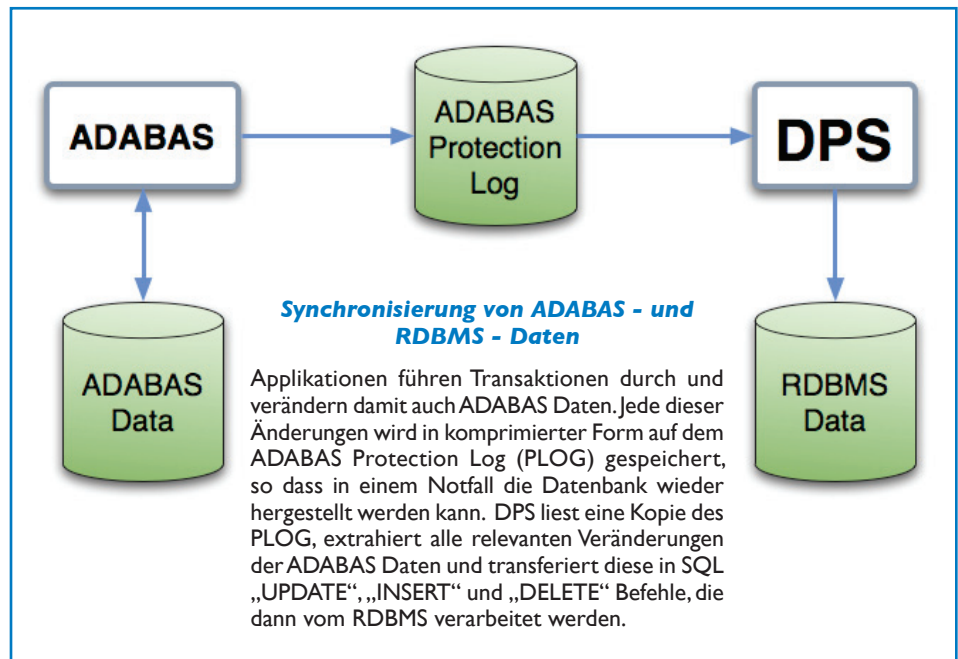 ADABAS
ADABAS
Protection
Log
DPS
ADABAS
Data
RDBMS
Data
Synchronisierung von ADABAS - und
RDBMS - Daten
Applikationen führen Transaktionen durch und
verändern damit auch ADABAS Daten. Jede dieser
Änderungen wird in komprimierter Form auf dem
ADABAS Protection Log (PLOG) gespeichert,
so dass in einem Notfall die Datenbank wieder
hergestellt werden kann. DPS liest eine Kopie des
PLOG, extrahiert alle relevanten Veränderungen
der ADABAS Daten und transferiert diese in SQL
„UPDATE“, „INSERT“ und „DELETE“ Befehle, die
dann vom RDBMS verarbeitet werden.